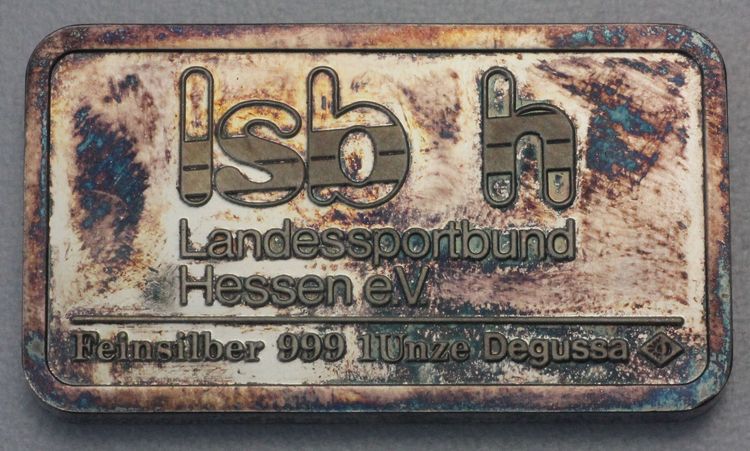 lsb h
Landessportbund
Hessen e.V.
Feinsilber 999 1Unze Degussa